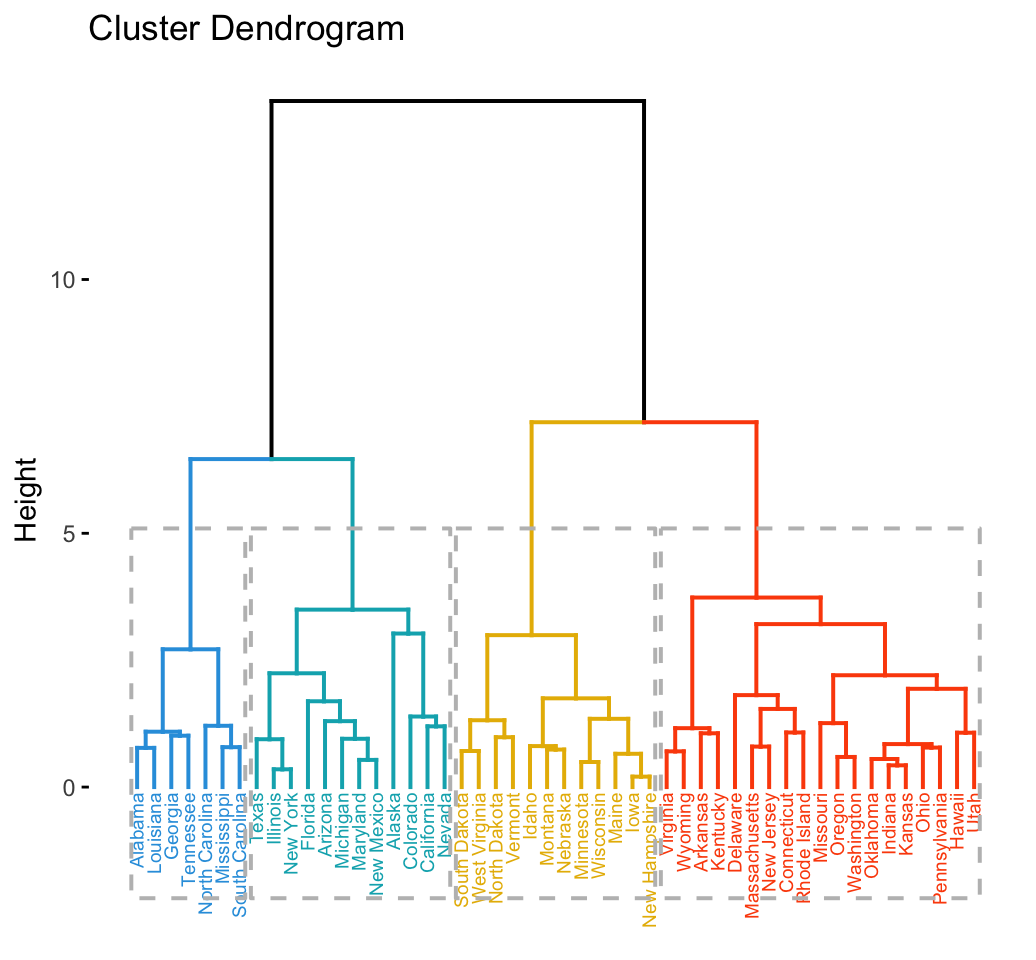 Cluster Dendrogram
Height
10
5
0
Alabama
Louisiana
Georgia
Tennessee
North Carolina
Mississippi
South Carolina
Texas
Illinois
New York
Florida
Arizona
Michigan
Maryland
New Mexico
Alaska
Colorado
California
Nevada
South Dakota
West Virginia
North Dakota
Vermont
Idaho
Montana
Nebraska
Minnesota
Wisconsin
Maine
Iowa
New Hampshire
Virginia
Wyoming
Arkansas
Kentucky
Delaware
Massachusetts
New Jersey
Connecticut
Rhode Island
Missouri
Oregon
Washington
Oklahoma
Indiana
Kansas
Ohio
Pennsylvania
Hawaii
Utah